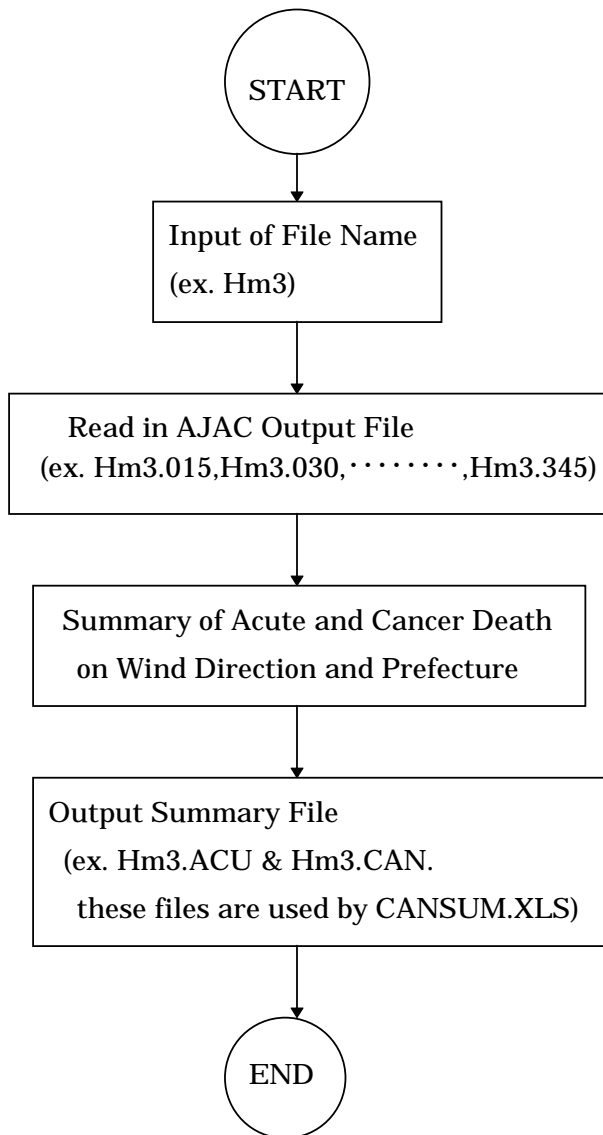 START
Input of File Name
(ex. Hm3)
Read in AJAC Output File
(ex. Hm3.015,Hm3.030,･････････,Hm3.345)
Summary of Acute and Cancer Death
on Wind Direction and Prefecture
Output Summary File
(ex. Hm3.ACU & Hm3.CAN.
these files are used by CANSUM.XLS)
END